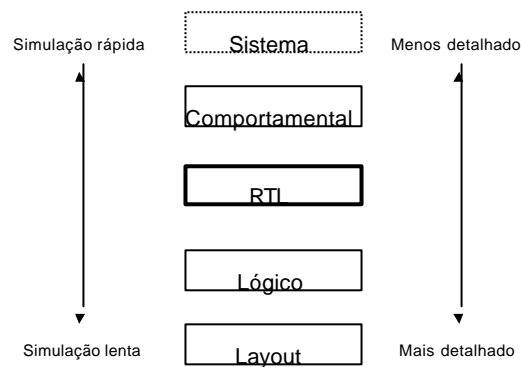 Simulação rápida
Sistema
Menos detalhado
Comportamental
RTL
Lógico
Simulação lenta
Layout
Mais detalhado